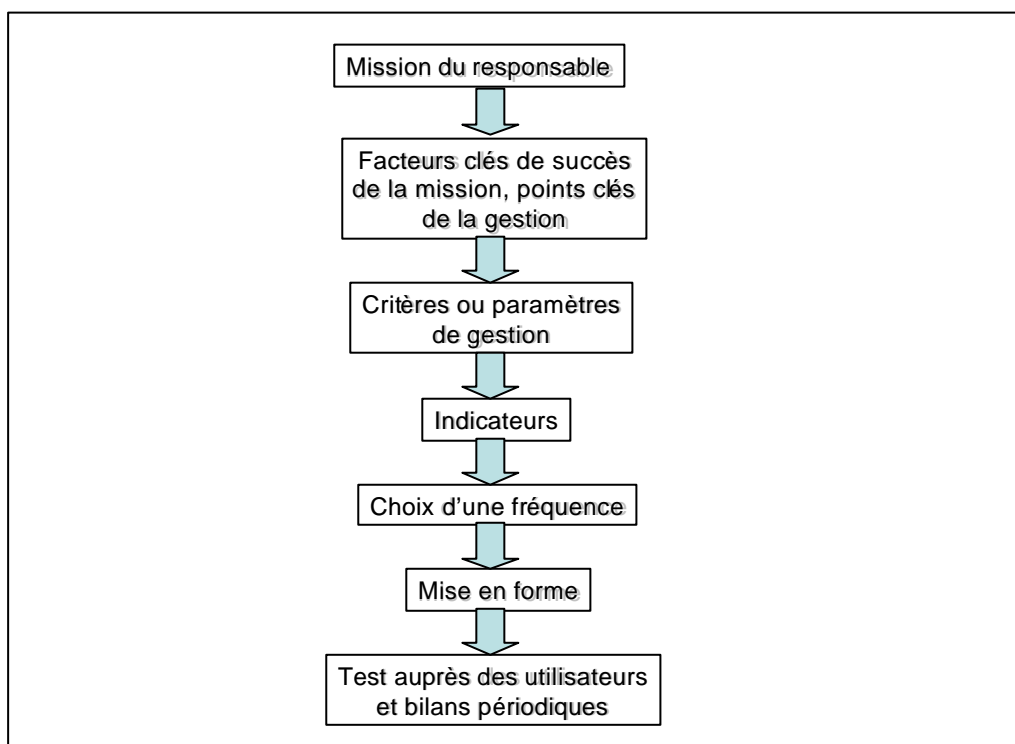 Mission du responsable
Facteurs clés de succès
de la mission, points clés
de la gestion
Critères ou paramètres
de gestion
Indicateurs
Choix d'une fréquence
Mise en forme
Test auprès des utilisateurs
et bilans périodiques